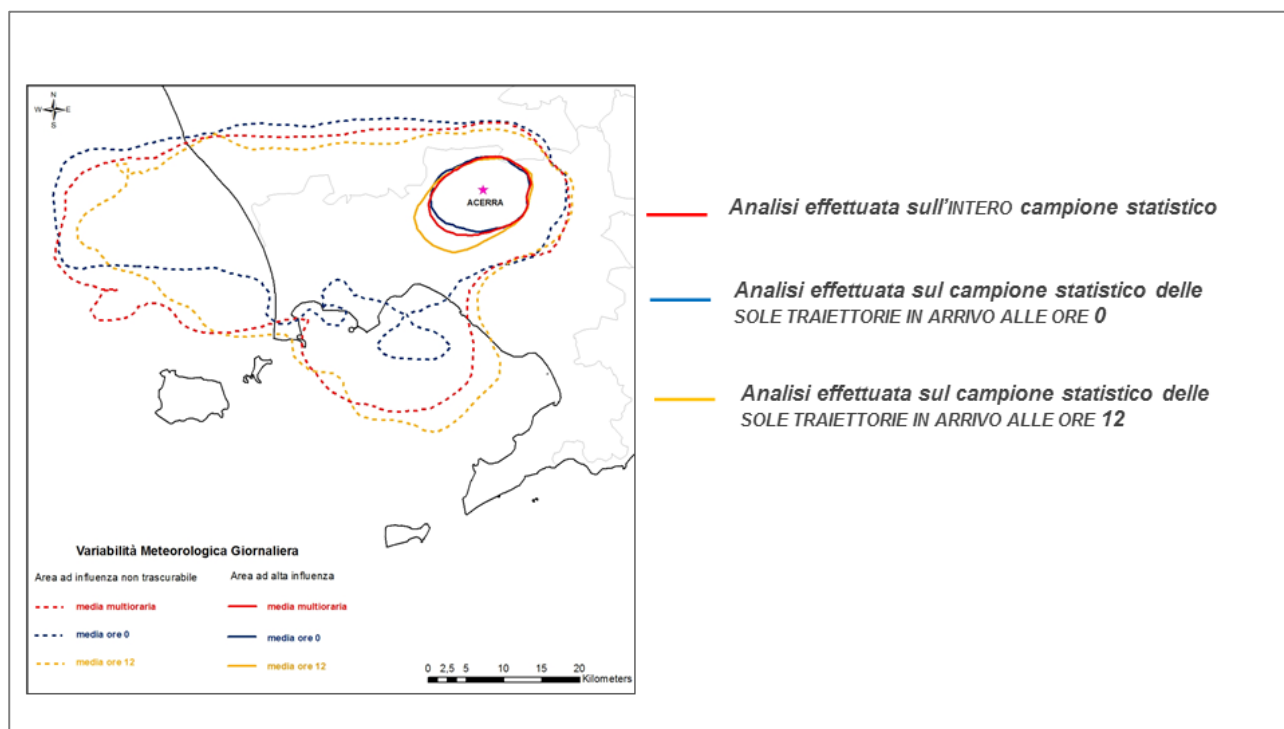 N
W E
S
ACERRA
Variabilità Meteorologica Giornaliera
Area ad influenza non trascurabile
Area ad alta influenza
media multioraria
media multioraria
media ore 0
media ore 0
media ore 12
media ore 12
0 2,5 5 10 15 20
Kilometers
Analisi effettuata sull'INTERO campione statistico
Analisi effettuata sul campione statistico delle
SOLE TRAIETTORIE IN ARRIVO ALLE ORE 0
Analisi effettuata sul campione statistico delle
SOLE TRAIETTORIE IN ARRIVO ALLE ORE 12